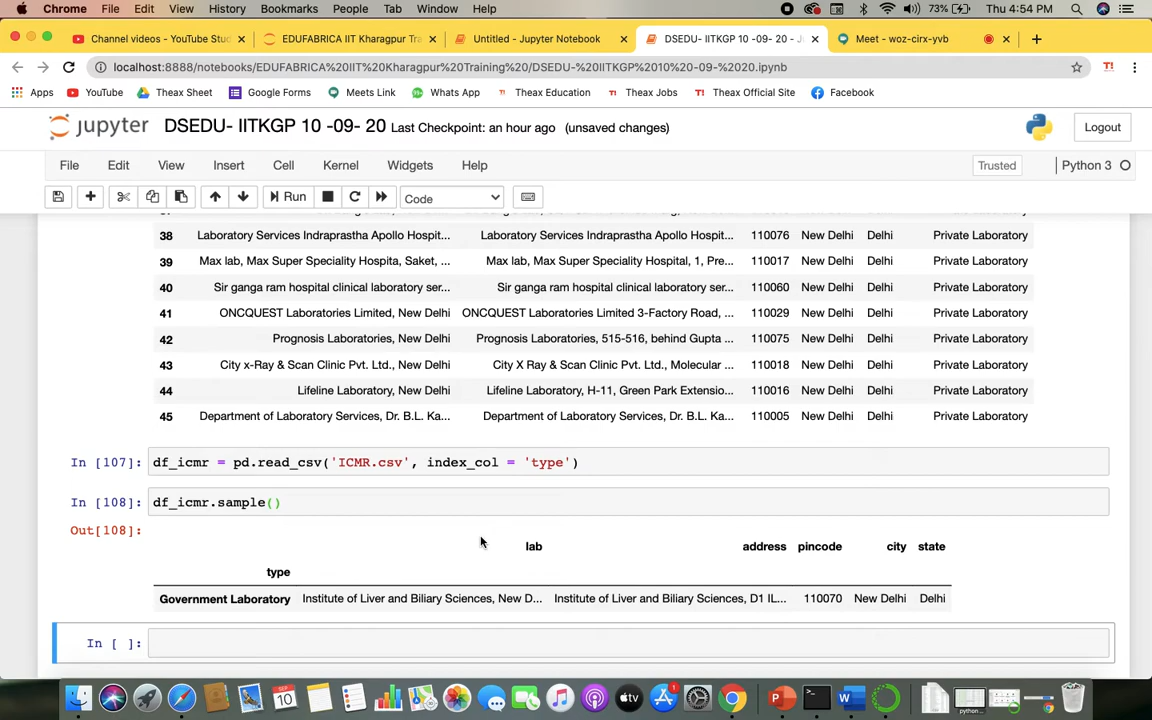 Chrome File Edit View History Bookmarks People Tab Window Help 73% Thu 4:54 PM
Channel videos - YouTube Stu EDUFABRICA IIT Kharagpur Tra Untitled - Jupyter Notebook DSEDU- IITKGP 10 -09- 20 - J Meet - woz-cirx-yvb
localhost:8888/notebooks/EDUFABRICA%20IIT%20Kharagpur%20Training%20/DSEDU-%20IITKGP%2010%20-09-%2020.ipynb T!
Apps YouTube Theax Sheet Google Forms Meets Link Whats App Theax Education Theax Jobs Theax Official Site Facebook
jupyter DSEDU- IITKGP 10 -09- 20 Last Checkpoint: an hour ago (unsaved changes) Logout
File Edit View Insert Cell Kernel Widgets Help Trusted Python 3
Run Code
38 Laboratory Services Indraprastha Apollo Hospit... Laboratory Services Indraprastha Apollo Hospit... 110076 New Delhi Delhi Private Laboratory
39 Max lab, Max Super Speciality Hospita, Saket, ... Max lab, Max Super Speciality Hospital, 1, Pre... 110017 New Delhi Delhi Private Laboratory
40 Sir ganga ram hospital clinical laboratory ser... Sir ganga ram hospital clinical laboratory ser... 110060 New Delhi Delhi Private Laboratory
41 ONCQUEST Laboratories Limited, New Delhi ONCQUEST Laboratories Limited 3-Factory Road, ... 110029 New Delhi Delhi Private Laboratory
42 Prognosis Laboratories, New Delhi Prognosis Laboratories, 515-516, behind Gupta ... 110075 New Delhi Delhi Private Laboratory
43 City x-Ray & Scan Clinic Pvt. Ltd., New Delhi City X Ray & Scan Clinic Pvt. Ltd., Molecular ... 110018 New Delhi Delhi Private Laboratory
44 Lifeline Laboratory, New Delhi Lifeline Laboratory, H-11, Green Park Extensio... 110016 New Delhi Delhi Private Laboratory
45 Department of Laboratory Services, Dr. B.L. Ka... Department of Laboratory Services, Dr. B.L. Ka... 110005 New Delhi Delhi Private Laboratory
In [107]: df_icmr = pd.read_csv('ICMR.csv', index_col = 'type')
In [108]: df_icmr.sample()
Out[108]:
lab address pincode city state
type
Government Laboratory Institute of Liver and Biliary Sciences, New D... Institute of Liver and Biliary Sciences, D1 IL... 110070 New Delhi Delhi
In [ ]:
SEP 10 tv 1